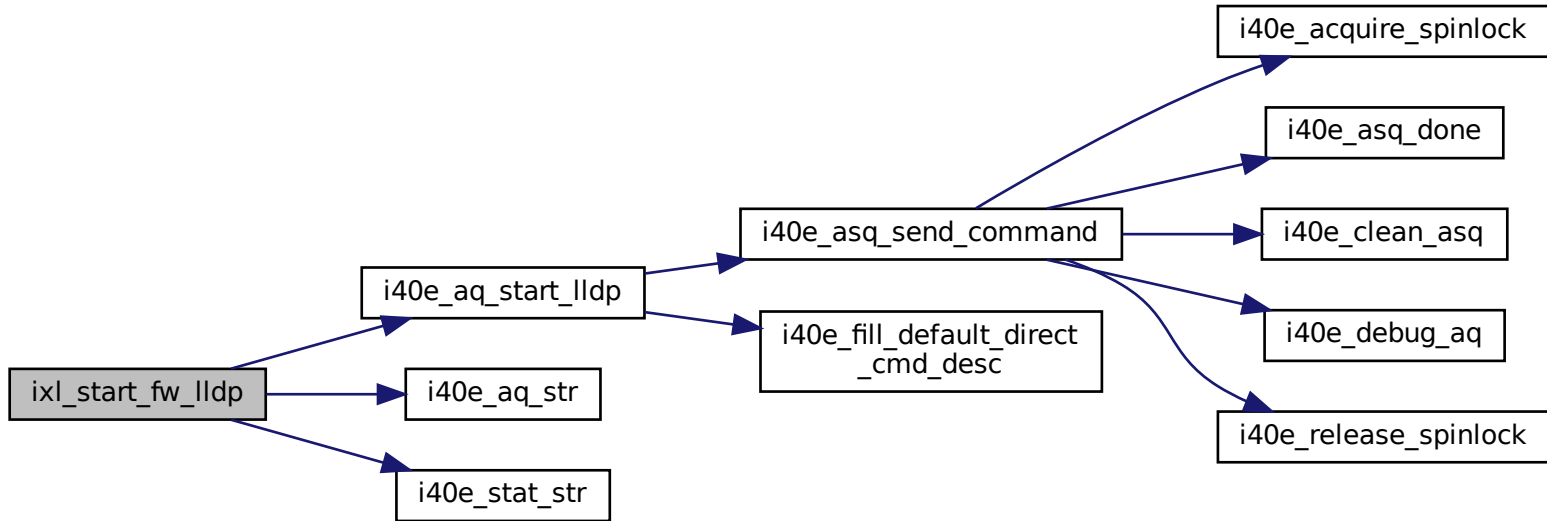 i40e_acquire_spinlock
i40e_asq_done
i40e_asq_send_command
i40e_clean_asq
i40e_aq_start_lldp
i40e_fill_default_direct
_cmd_desc
i40e_debug_aq
ixl_start_fw_lldp
i40e_aq_str
i40e_release_spinlock
i40e_stat_str